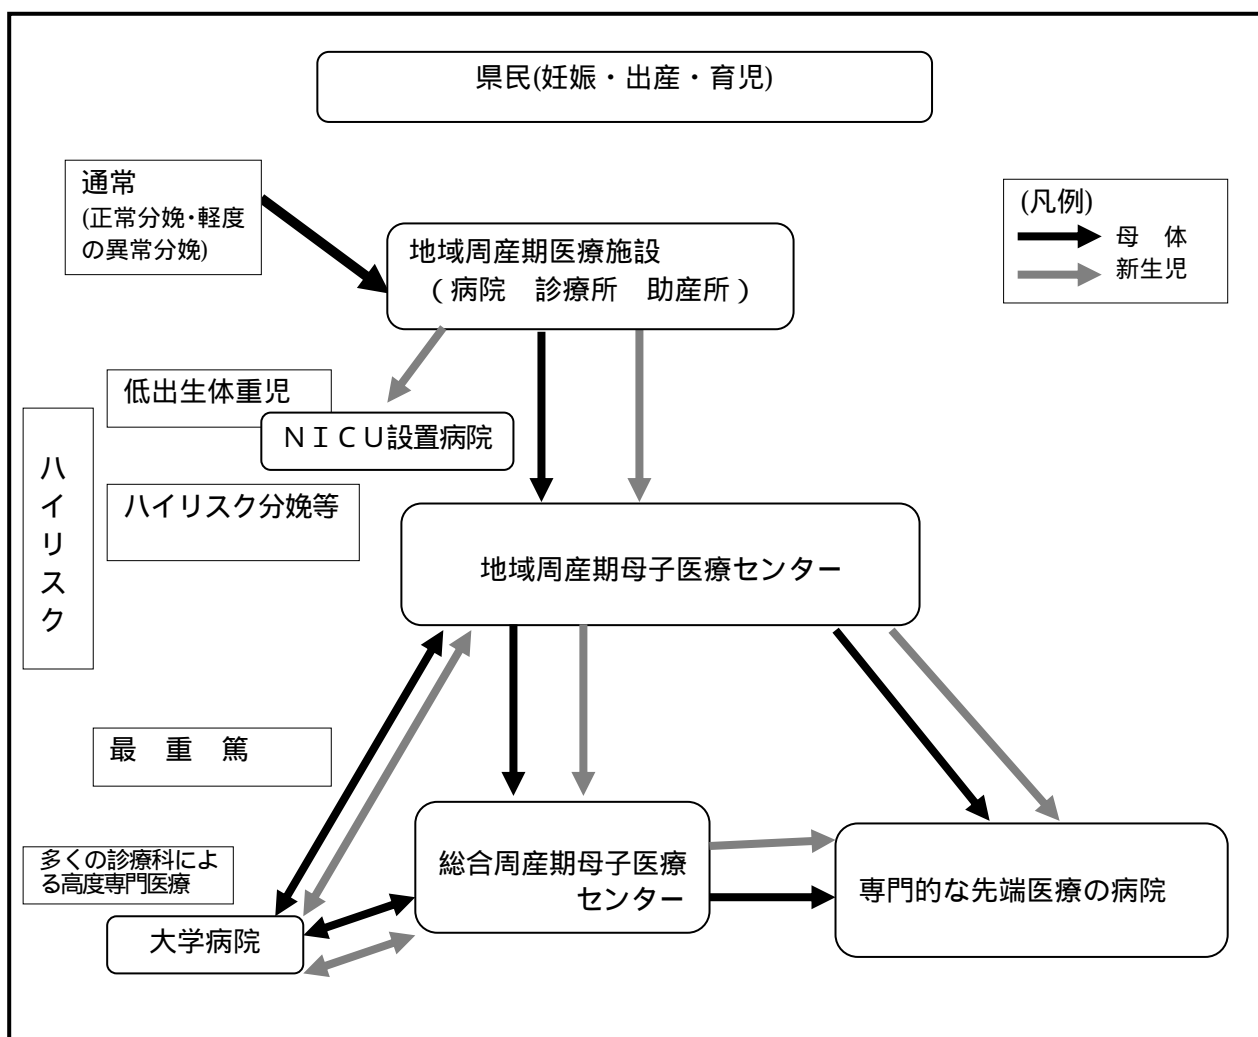 県民(妊娠・出産・育児)
通常
(正常分娩・軽度
の異常分娩)
(凡例)
母　体
新生児
地域周産期医療施設
（病院　診療所　助産所）
低出生体重児
ＮＩＣＵ設置病院
ハイリスク
ハイリスク分娩等
地域周産期母子医療センター
最　重　篤
多くの診療科によ
る高度専門医療
総合周産期母子医療
センター
専門的な先端医療の病院
大学病院